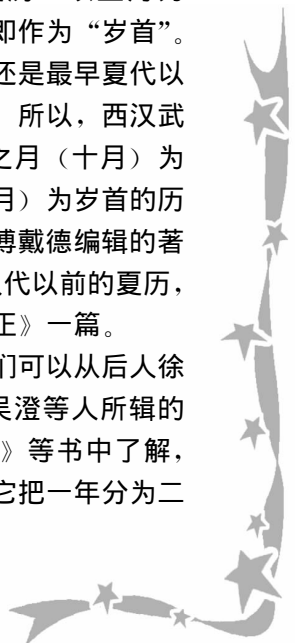 即作为“岁首”。
还是最早夏代以
所以，西汉武
之月（十月）为
月）为岁首的历
傅戴德编辑的著
代以前的夏历，
正》一篇。
们可以从后人徐
吴澄等人所辑的
》等书中了解，
它把一年分为二